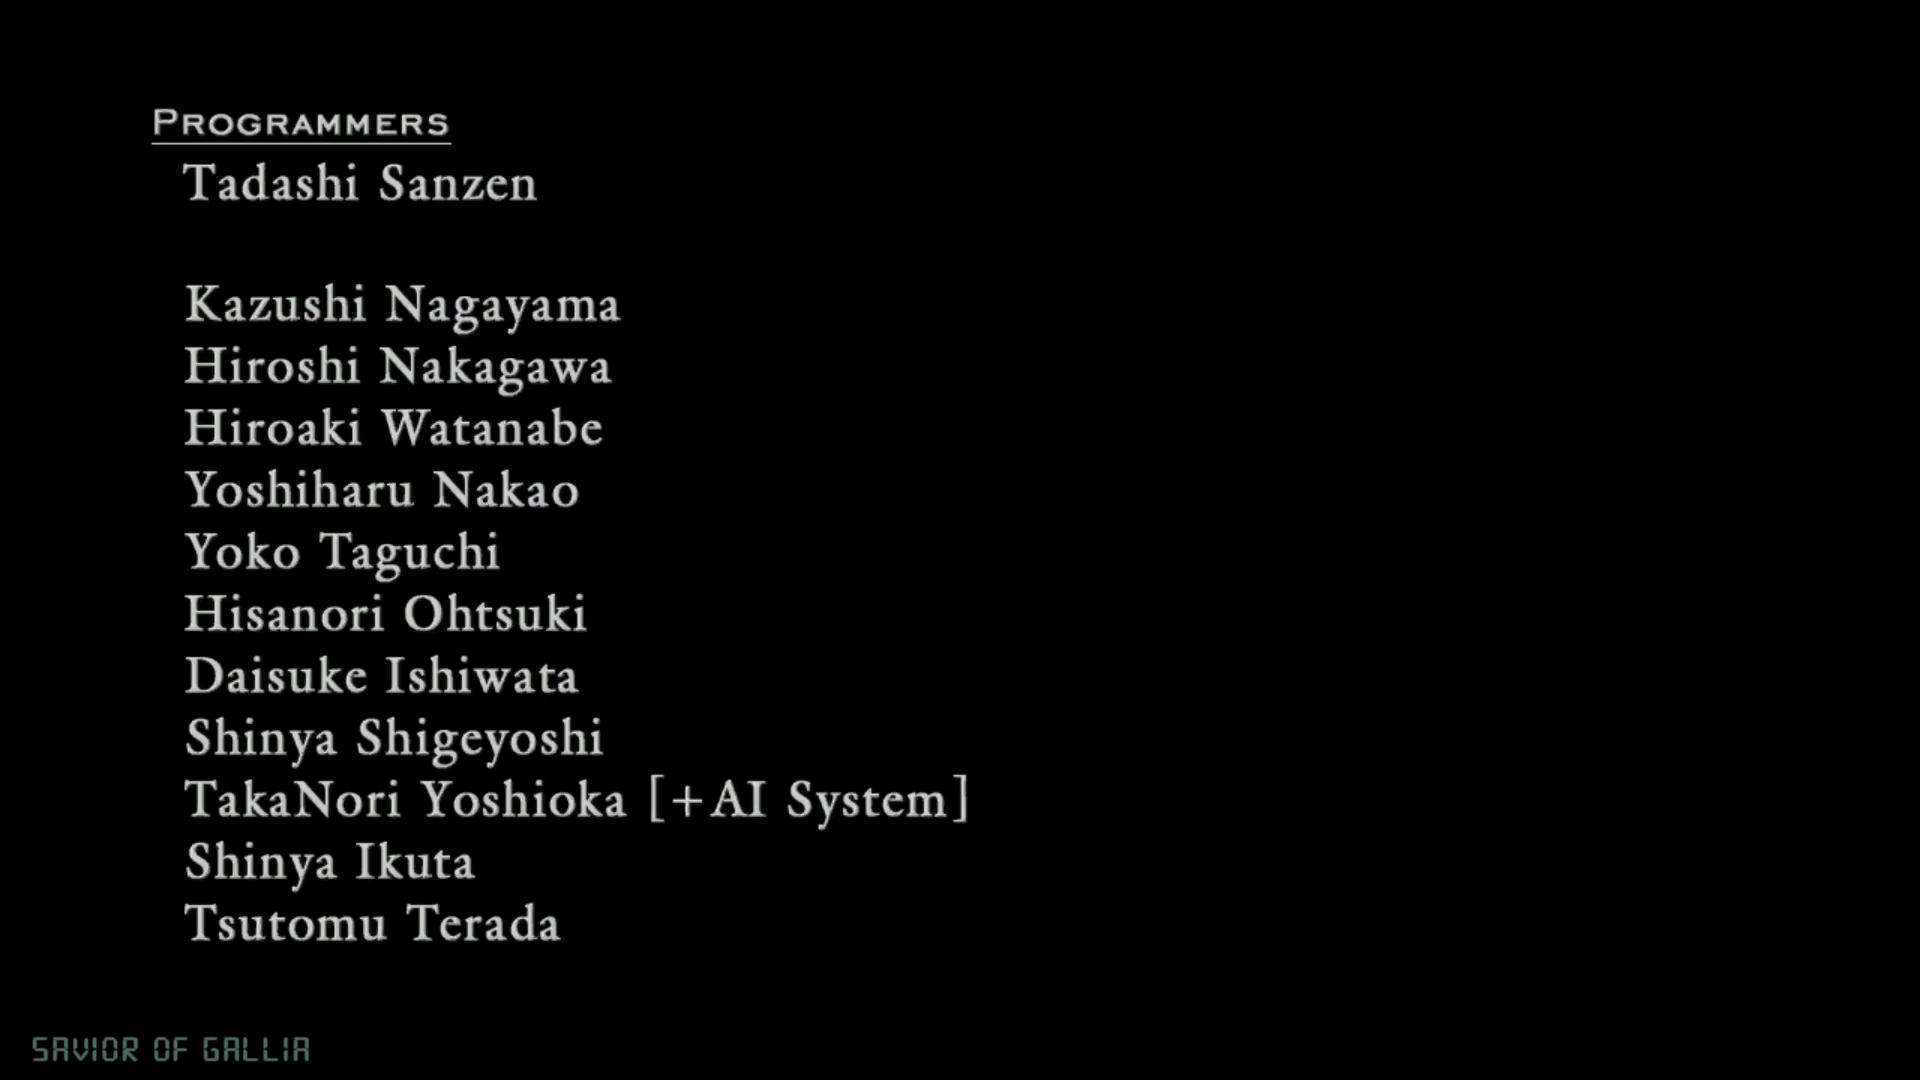 Programmers
Tadashi Sanzen
Kazushi Nagayama
Hiroshi Nakagawa
Hiroaki Watanabe
Yoshiharu Nakao
Yoko Taguchi
Hisanori Ohtsuki
Daisuke Ishiwata
Shinya Shigeyoshi
TakaNori Yoshioka [+AI System]
Shinya Ikuta
Tsutomu Terada
SAVIOR OF GALLIA